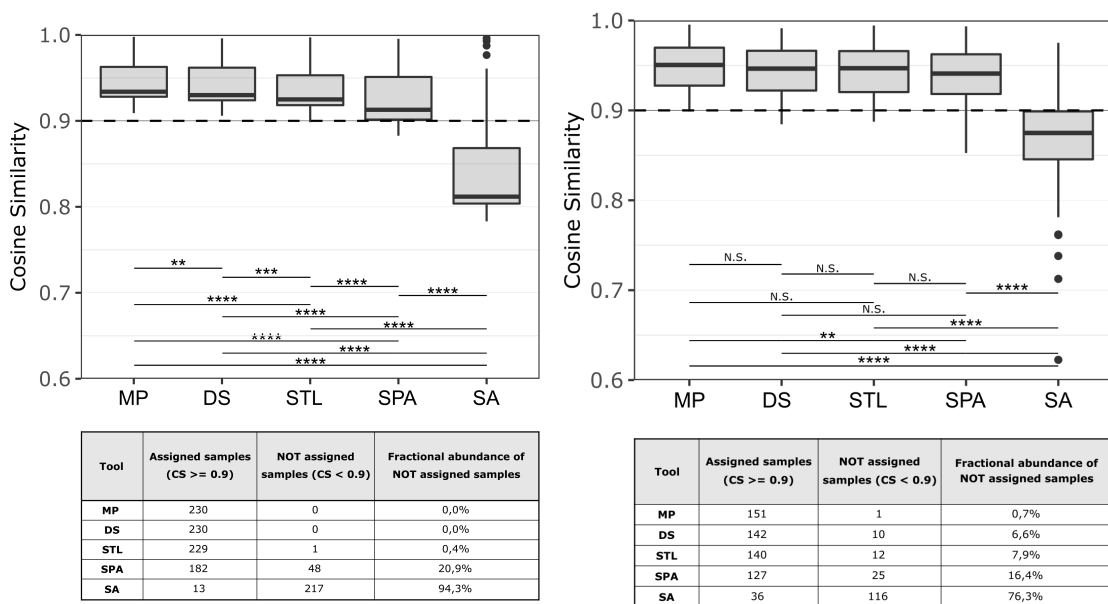 Cosine Similarity
1.0
0.9
0.8
0.7
0.6
**
***
****
****
****
****
****
****
****
****
MP DS STL SPA SA
Tool Assigned samples (CS >= 0.9) NOT assigned samples (CS < 0.9) Fractional abundance of NOT assigned samples
MP 230 0 0,0%
DS 230 0 0,0%
STL 229 1 0,4%
SPA 182 48 20,9%
SA 13 217 94,3%
Cosine Similarity
1.0
0.9
0.8
0.7
0.6
N.S.
N.S.
N.S.
****
N.S.
N.S.
****
**
****
****
MP DS STL SPA SA
Tool Assigned samples (CS >= 0.9) NOT assigned samples (CS < 0.9) Fractional abundance of NOT assigned samples
MP 151 1 0,7%
DS 142 10 6,6%
STL 140 12 7,9%
SPA 127 25 16,4%
SA 36 116 76,3%